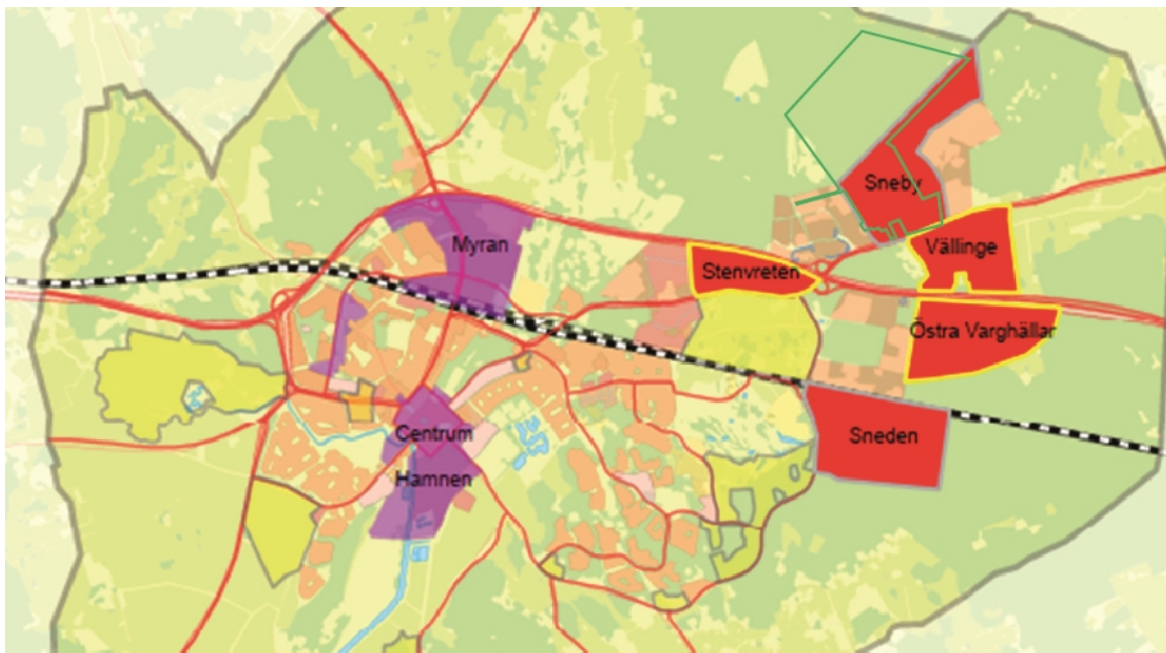 Sneby
Myran
Vällinge
Stenvreten
Östra Varghällar
Centrum
Sneden
Hamnen